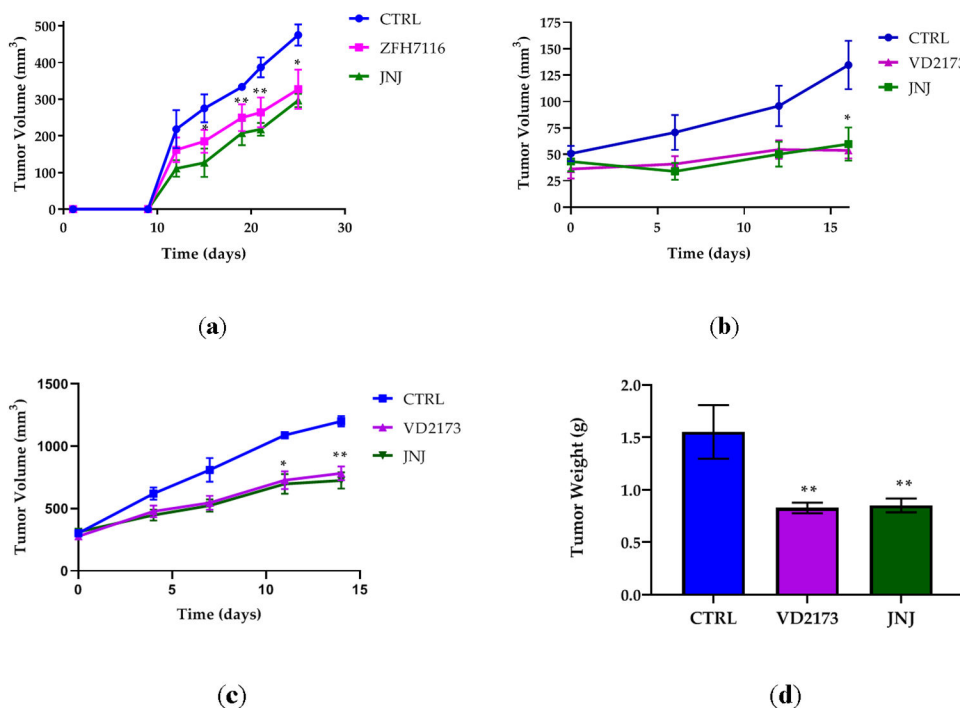 500
400
300
200
100
0
Tumor Volume (mm³)
0
10
20
30
Time (days)
CTRL
ZFH7116
JNJ
*
**
**
*
(a)
175
150
125
100
75
50
25
0
Tumor Volume (mm³)
0
5
10
15
Time (days)
CTRL
VD2173
JNJ
*
(b)
1500
1000
500
0
Tumor Volume (mm³)
0
5
10
15
Time (days)
CTRL
VD2173
JNJ
*
**
(c)
2.0
1.5
1.0
0.5
0.0
Tumor Weight (g)
**
**
CTRL
VD2173
JNJ
(d)